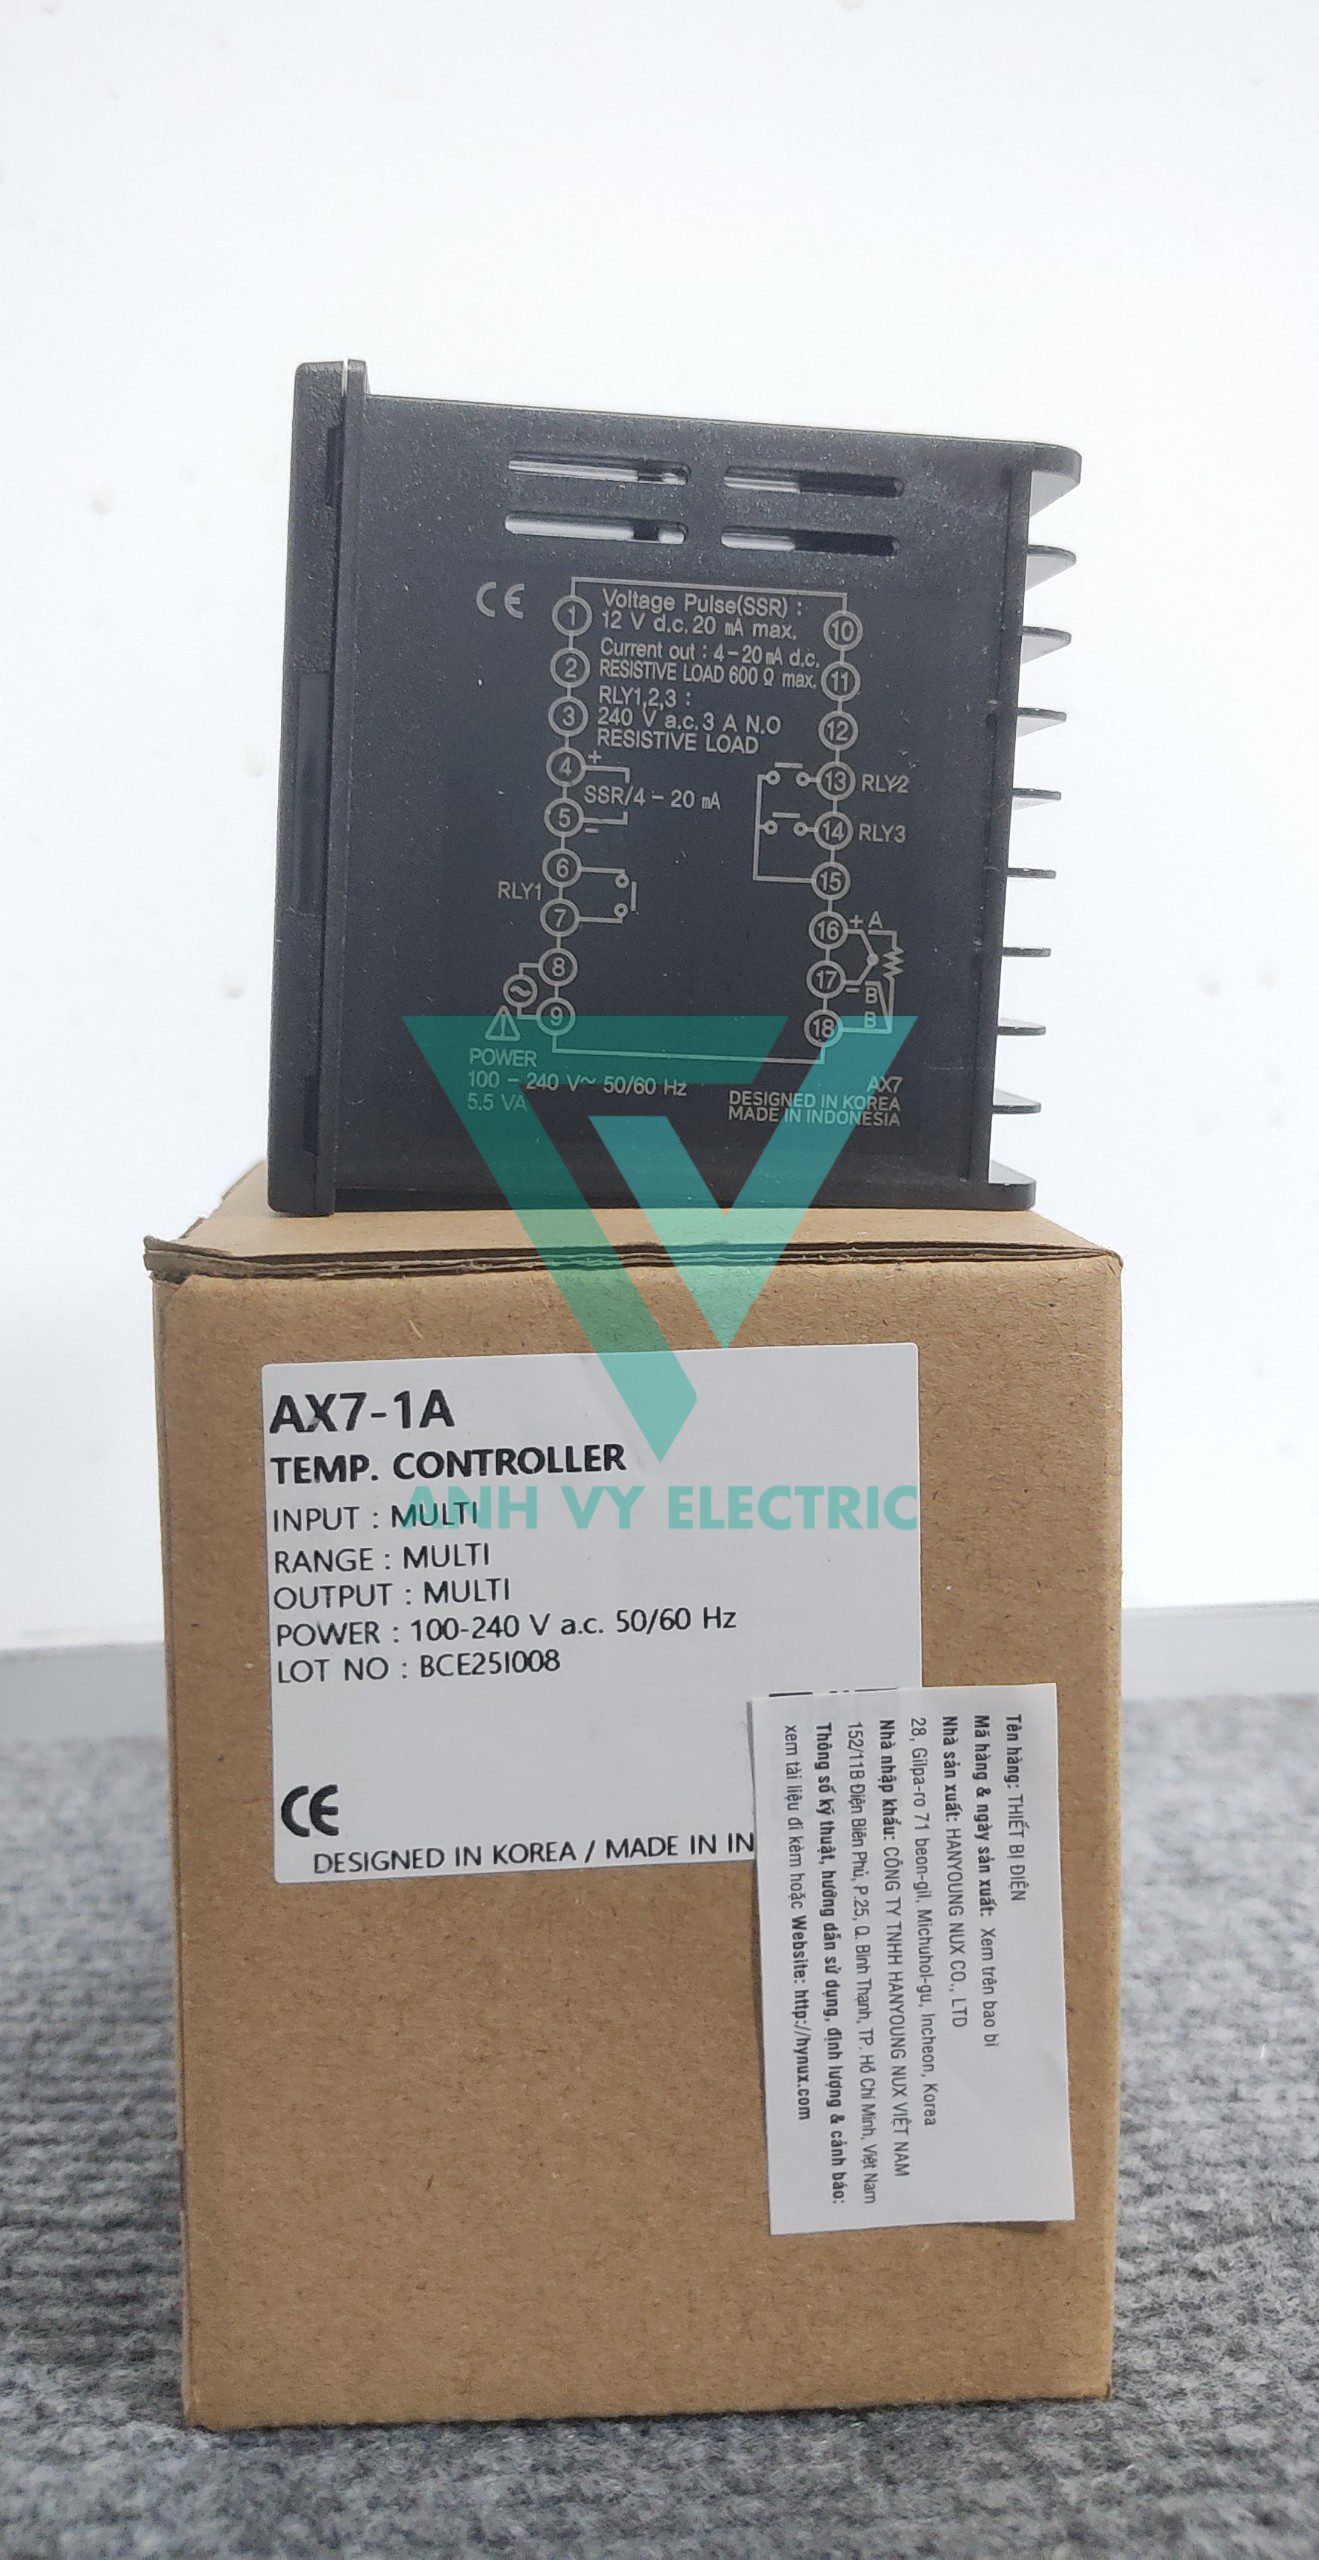 CE
1
Voltage Pulse(SSR) :
12 V d.c. 20 mA max.
10
2
Current out : 4 – 20 mA d.c.
RESISTIVE LOAD 600 Ω max.
11
3
RLY1,2,3 :
240 V a.c. 3 A N.O
RESISTIVE LOAD
12
4
+
SSR/4 – 20 mA
5
–
13 RLY2
14 RLY3
15
6
RLY1
7
8
9
16 + A
17 – B
18 B
POWER
100 – 240 V~ 50/60 Hz
5.5 VA
AX7
DESIGNED IN KOREA
MADE IN INDONESIA
AX7-1A
TEMP. CONTROLLER
ANH VY ELECTRIC
INPUT : MULTI
RANGE : MULTI
OUTPUT : MULTI
POWER : 100-240 V a.c. 50/60 Hz
LOT NO : BCE25I008
CE
DESIGNED IN KOREA / MADE IN IN
Tên hàng: THIẾT BỊ ĐIỆN
Mã hàng & ngày sản xuất: Xem trên bao bì
Nhà sản xuất: HANYOUNG NUX CO., LTD
28, Gilpa-ro 71 beon-gil, Michuhol-gu, Incheon, Korea
Nhà nhập khẩu: CÔNG TY TNHH HANYOUNG NUX VIỆT NAM
152/11B Điện Biên Phủ, P.25, Q. Bình Thạnh, TP. Hồ Chí Minh, Việt Nam
Thông số kỹ thuật, hướng dẫn sử dụng, định lượng & cảnh báo:
xem tài liệu đi kèm hoặc Website: http://hynux.com